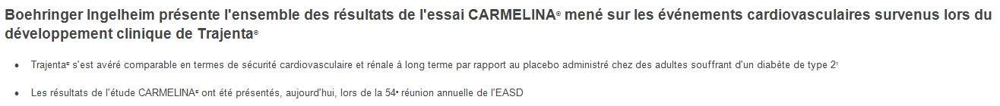 Boehringer Ingelheim présente l'ensemble des résultats de l'essai CARMELINA® mené sur les événements cardiovasculaires survenus lors du
développement clinique de Trajenta®
• Trajenta® s'est avéré comparable en termes de sécurité cardiovasculaire et rénale à long terme par rapport au placebo administré chez des adultes souffrant d'un diabète de type 2¹
• Les résultats de l'étude CARMELINA® ont été présentés, aujourd'hui, lors de la 54ᵉ réunion annuelle de l'EASD